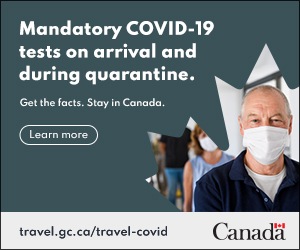 Mandatory COVID-19
tests on arrival and
during quarantine.
Get the facts. Stay in Canada.
Learn more
travel.gc.ca/travel-covid
Canada